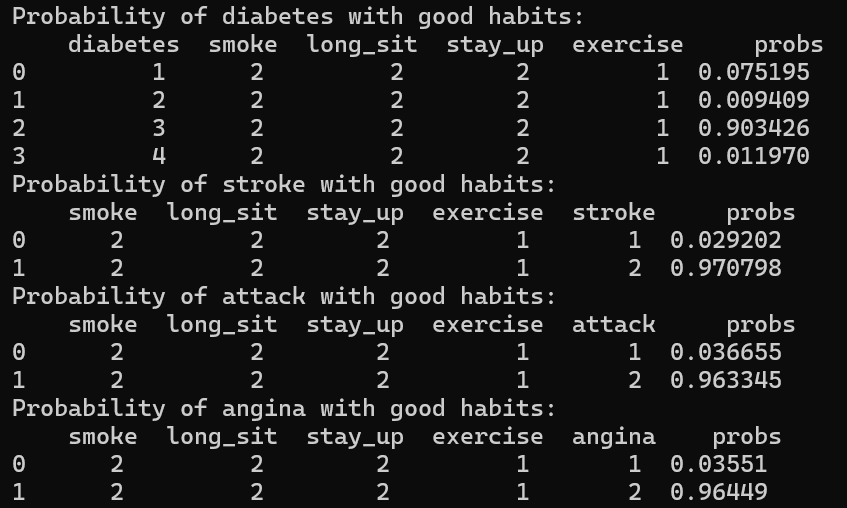 Probability of diabetes with good habits:
    diabetes  smoke  long_sit  stay_up  exercise     probs
0          1      2         2        2         1  0.075195
1          2      2         2        2         1  0.009409
2          3      2         2        2         1  0.903426
3          4      2         2        2         1  0.011970
Probability of stroke with good habits:
    smoke  long_sit  stay_up  exercise  stroke     probs
0       2         2        2         1       1  0.029202
1       2         2        2         1       2  0.970798
Probability of attack with good habits:
    smoke  long_sit  stay_up  exercise  attack     probs
0       2         2        2         1       1  0.036655
1       2         2        2         1       2  0.963345
Probability of angina with good habits:
    smoke  long_sit  stay_up  exercise  angina    probs
0       2         2        2         1       1  0.03551
1       2         2        2         1       2  0.96449